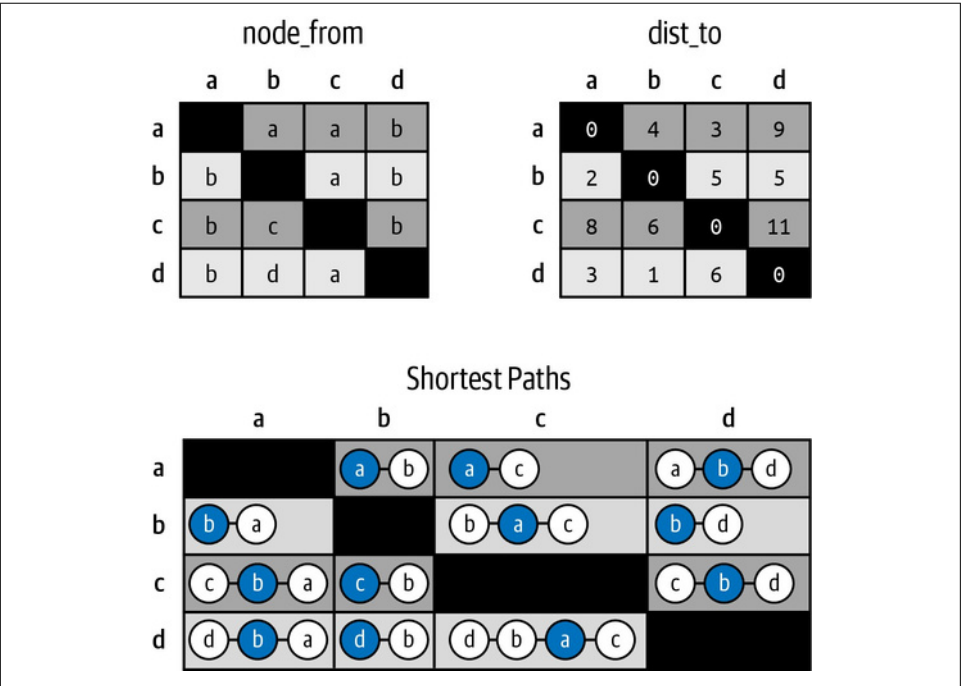 node_from dist_to
a b c d a b c d
a a a b a 0 4 3 9
b b a b b 2 0 5 5
c b c b c 8 6 0 11
d b d a d 3 1 6 0
Shortest Paths
a b c d
a a b a c a b d
b b a b a c b d
c c b a c b c b d
d d b a d b d b a c